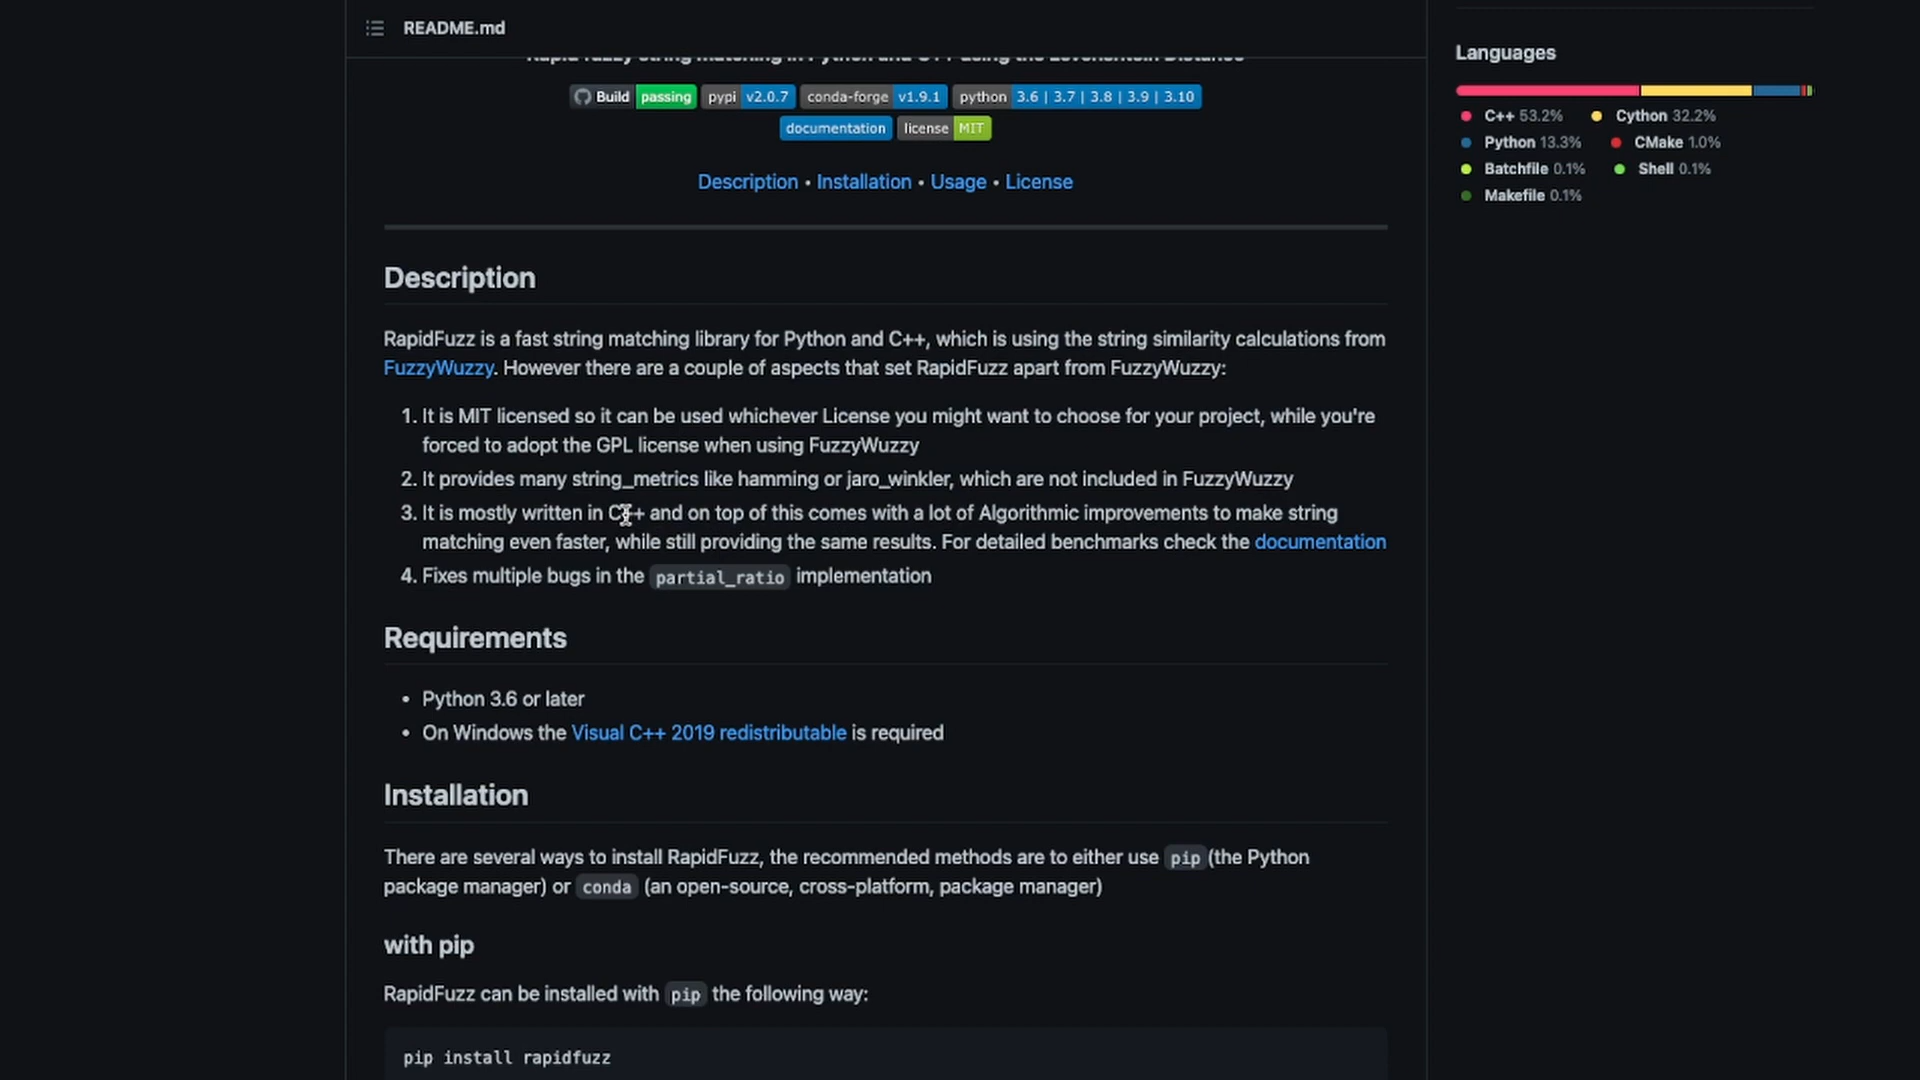 README.md
Rapid fuzzy string matching in Python and C++ using the Levenshtein Distance
Build passing pypi v2.0.7 conda-forge v1.9.1 python 3.6 | 3.7 | 3.8 | 3.9 | 3.10
documentation license MIT
Description • Installation • Usage • License
Description
RapidFuzz is a fast string matching library for Python and C++, which is using the string similarity calculations from
FuzzyWuzzy. However there are a couple of aspects that set RapidFuzz apart from FuzzyWuzzy:
1. It is MIT licensed so it can be used whichever License you might want to choose for your project, while you're
forced to adopt the GPL license when using FuzzyWuzzy
2. It provides many string_metrics like hamming or jaro_winkler, which are not included in FuzzyWuzzy
3. It is mostly written in C++ and on top of this comes with a lot of Algorithmic improvements to make string
matching even faster, while still providing the same results. For detailed benchmarks check the documentation
4. Fixes multiple bugs in the partial_ratio implementation
Requirements
• Python 3.6 or later
• On Windows the Visual C++ 2019 redistributable is required
Installation
There are several ways to install RapidFuzz, the recommended methods are to either use pip (the Python
package manager) or conda (an open-source, cross-platform, package manager)
with pip
RapidFuzz can be installed with pip the following way:
pip install rapidfuzz
Languages
C++ 53.2% Cython 32.2%
Python 13.3% CMake 1.0%
Batchfile 0.1% Shell 0.1%
Makefile 0.1%